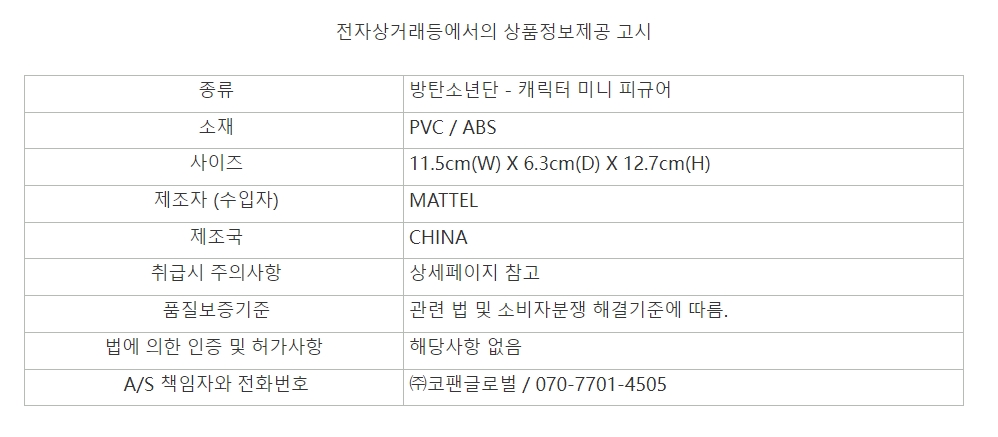 전자상거래등에서의 상품정보제공 고시
종류 방탄소년단 - 캐릭터 미니 피규어
소재 PVC / ABS
사이즈 11.5cm(W) X 6.3cm(D) X 12.7cm(H)
제조자 (수입자) MATTEL
제조국 CHINA
취급시 주의사항 상세페이지 참고
품질보증기준 관련 법 및 소비자분쟁 해결기준에 따름.
법에 의한 인증 및 허가사항 해당사항 없음
A/S 책임자와 전화번호 ㈜코팬글로벌 / 070-7701-4505